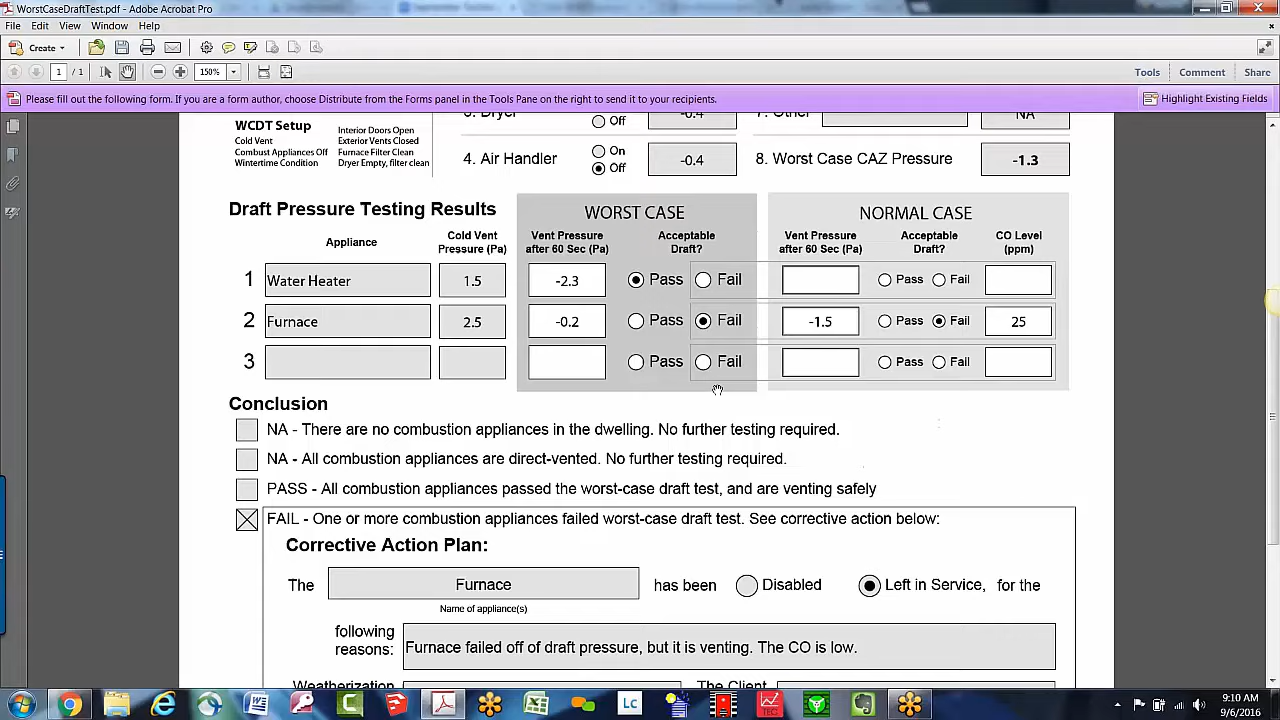 WorstCaseDraftTest.pdf - Adobe Acrobat Pro
File Edit View Window Help
Create
1 / 1 150% Tools Comment Share
Please fill out the following form. If you are a form author, choose Distribute from the Forms panel in the Tools Pane on the right to send it to your recipients. Highlight Existing Fields
WCDT Setup
Cold Vent
Combust Appliances Off
Wintertime Condition
Interior Doors Open
Exterior Vents Closed
Furnace Filter Clean
Dryer Empty, filter clean
3. Dryer Off -0.4 7. Other NA
4. Air Handler On Off -0.4 8. Worst Case CAZ Pressure -1.3
Draft Pressure Testing Results WORST CASE NORMAL CASE
Appliance Cold Vent Pressure (Pa) Vent Pressure after 60 Sec (Pa) Acceptable Draft? Vent Pressure after 60 Sec (Pa) Acceptable Draft? CO Level (ppm)
1 Water Heater 1.5 -2.3 Pass Fail Pass Fail
2 Furnace 2.5 -0.2 Pass Fail -1.5 Pass Fail 25
3 Pass Fail Pass Fail
Conclusion
NA - There are no combustion appliances in the dwelling. No further testing required.
NA - All combustion appliances are direct-vented. No further testing required.
PASS - All combustion appliances passed the worst-case draft test, and are venting safely
FAIL - One or more combustion appliances failed worst-case draft test. See corrective action below:
Corrective Action Plan:
The Furnace has been Disabled Left in Service, for the
Name of appliance(s)
following reasons: Furnace failed off of draft pressure, but it is venting. The CO is low.
Weatherization The Client
LC
9:10 AM
9/6/2016